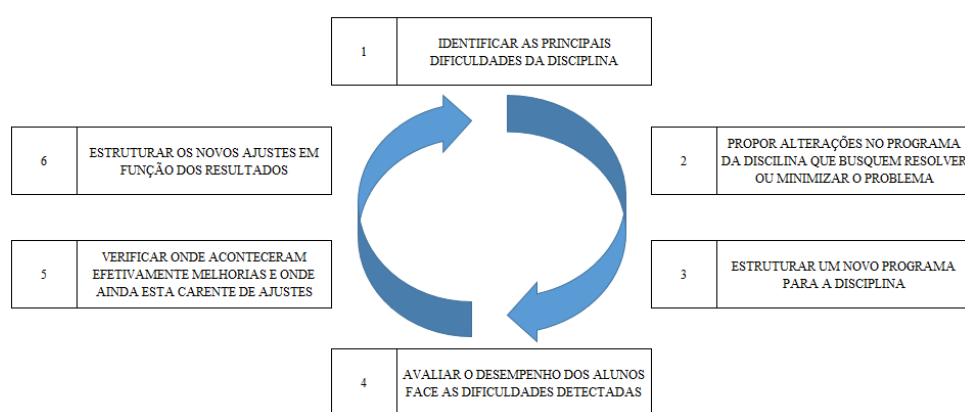 1
IDENTIFICAR AS PRINCIPAIS
DIFICULDADES DA DISCIPLINA
2
PROPOR ALTERAÇÕES NO PROGRAMA
DA DISCILINA QUE BUSQUEM RESOLVER
OU MINIMIZAR O PROBLEMA
3
ESTRUTURAR UM NOVO PROGRAMA
PARA A DISCIPLINA
4
AVALIAR O DESEMPENHO DOS ALUNOS
FACE AS DIFICULDADES DETECTADAS
5
VERIFICAR ONDE ACONTECERAM
EFETIVAMENTE MELHORIAS E ONDE
AINDA ESTA CARENTE DE AJUSTES
6
ESTRUTURAR OS NOVOS AJUSTES EM
FUNÇÃO DOS RESULTADOS